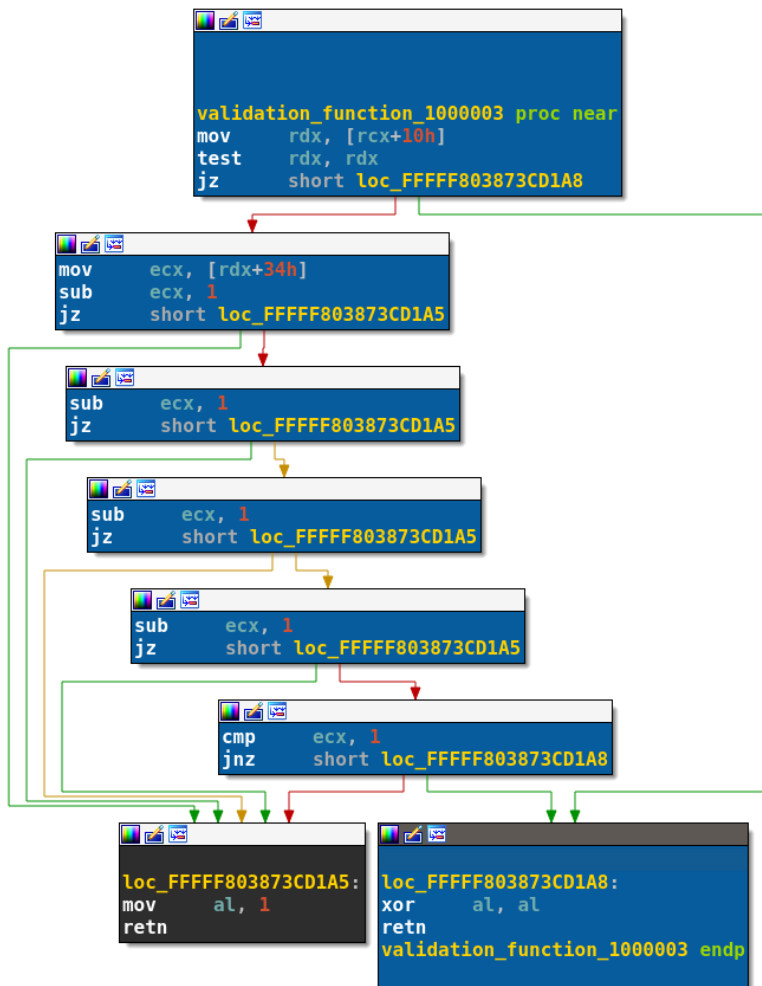 validation_function_1000003 proc near
mov     rdx, [rcx+10h]
test    rdx, rdx
jz      short loc_FFFFF803873CD1A8
mov     ecx, [rdx+34h]
sub     ecx, 1
jz      short loc_FFFFF803873CD1A5
sub     ecx, 1
jz      short loc_FFFFF803873CD1A5
sub     ecx, 1
jz      short loc_FFFFF803873CD1A5
sub     ecx, 1
jz      short loc_FFFFF803873CD1A5
cmp     ecx, 1
jnz     short loc_FFFFF803873CD1A8
loc_FFFFF803873CD1A5:
mov     al, 1
retn
loc_FFFFF803873CD1A8:
xor     al, al
retn
validation_function_1000003 endp